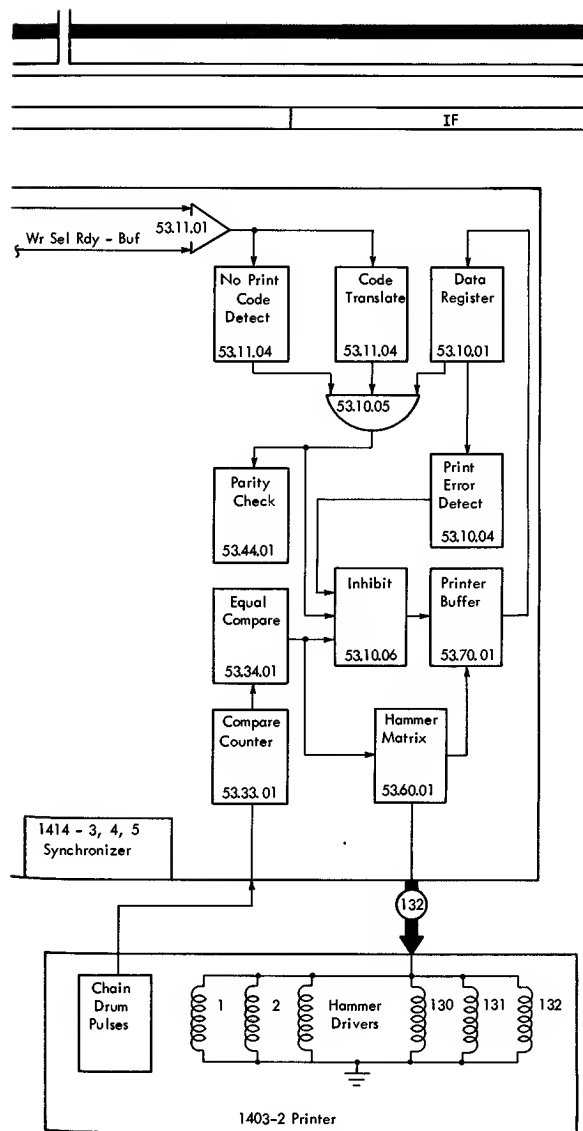 IF
53.11.01
Wr Sel Rdy - Buf
No Print
Code
Detect
53.11.04
Code
Translate
53.11.04
Data
Register
53.10.01
53.10.05
Parity
Check
53.44.01
Print
Error
Detect
53.10.04
Equal
Compare
53.34.01
Inhibit
53.10.06
Printer
Buffer
53.70.01
Compare
Counter
53.33.01
Hammer
Matrix
53.60.01
1414 - 3, 4, 5
Synchronizer
132
Chain
Drum
Pulses
1
2
Hammer
Drivers
130
131
132
1403-2 Printer